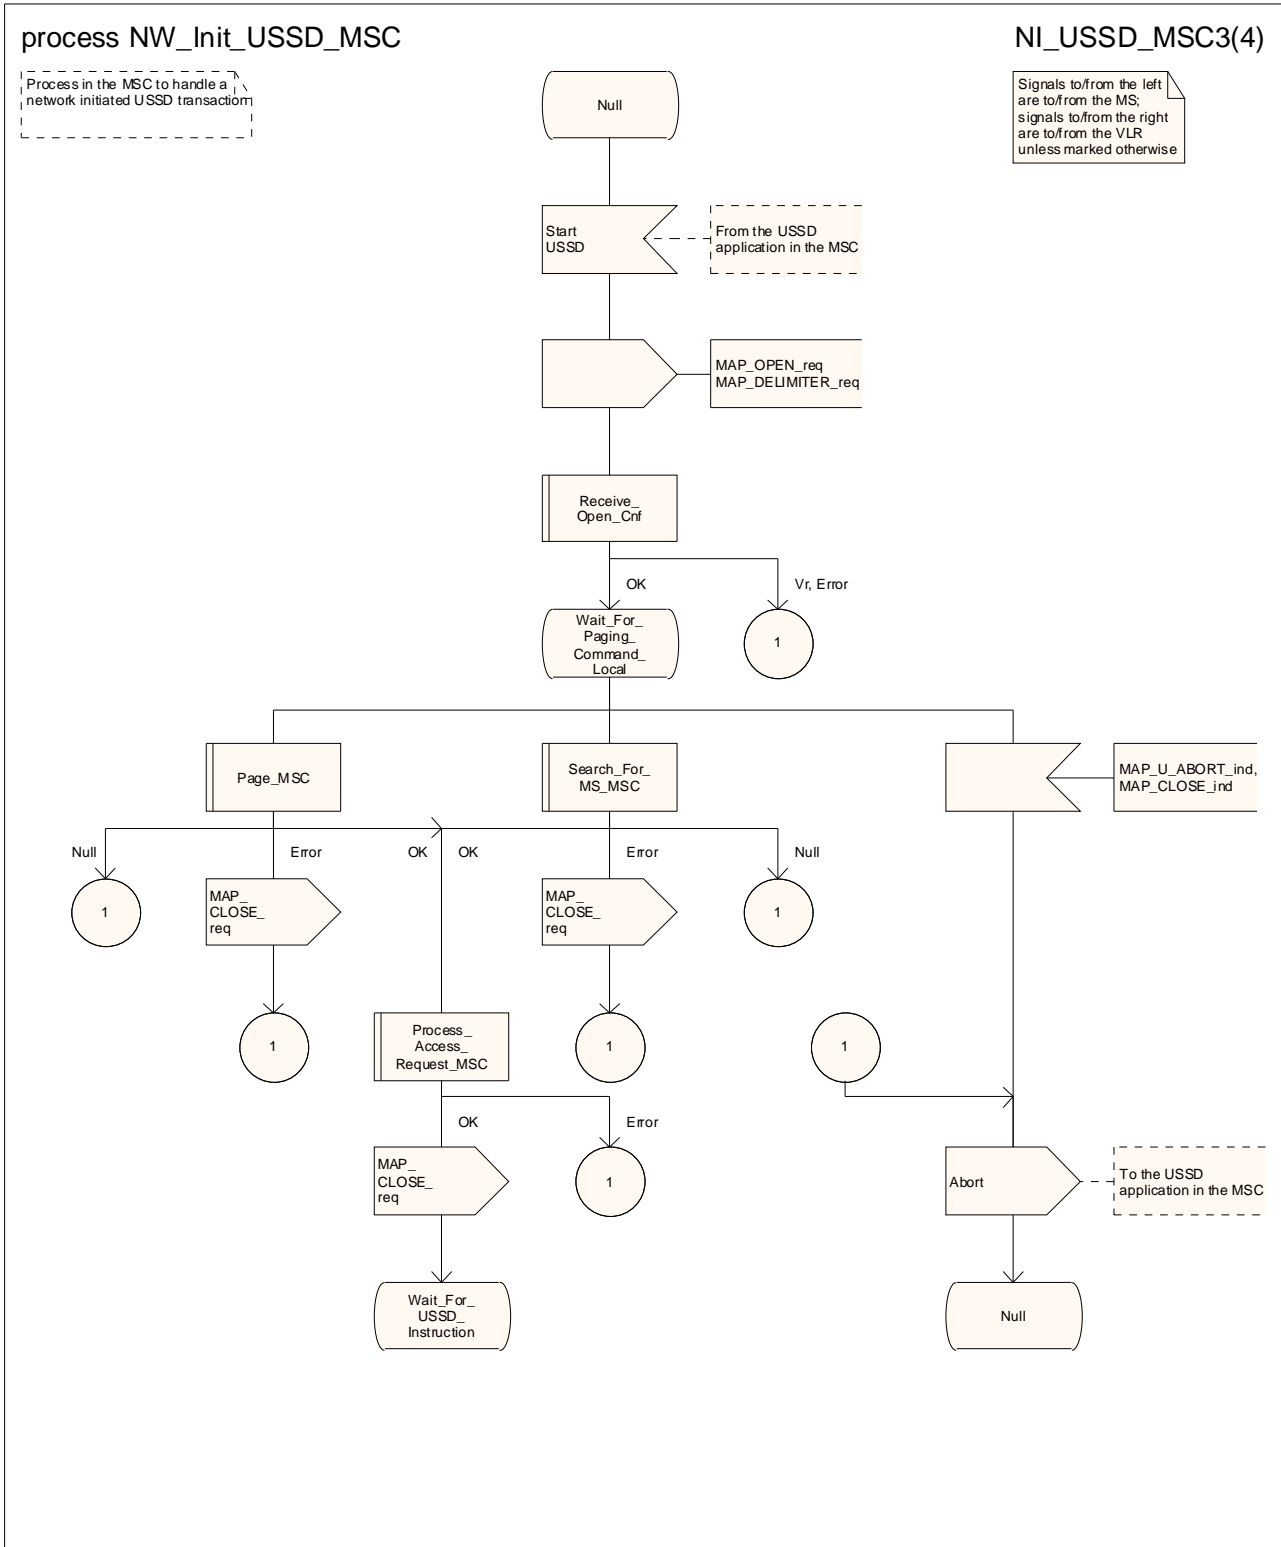 process NW_Init_USSD_MSC
NI_USSD_MSC3(4)
Process in the MSC to handle a
network initiated USSD transaction
Signals to/from the left
are to/from the MS;
signals to/from the right
are to/from the VLR
unless marked otherwise
Null
Start
USSD
From the USSD
application in the MSC
MAP_OPEN_req
MAP_DELIMITER_req
Receive_
Open_Cnf
OK
Vr, Error
Wait_For_
Paging_
Command_
Local
1
Page_MSC
Search_For_
MS_MSC
MAP_U_ABORT_ind,
MAP_CLOSE_ind
Null
Error
OK
OK
Error
Null
1
MAP_
CLOSE_
req
MAP_
CLOSE_
req
1
1
Process_
Access_
Request_MSC
1
1
OK
Error
MAP_
CLOSE_
req
1
Abort
To the USSD
application in the MSC
Wait_For_
USSD_
Instruction
Null